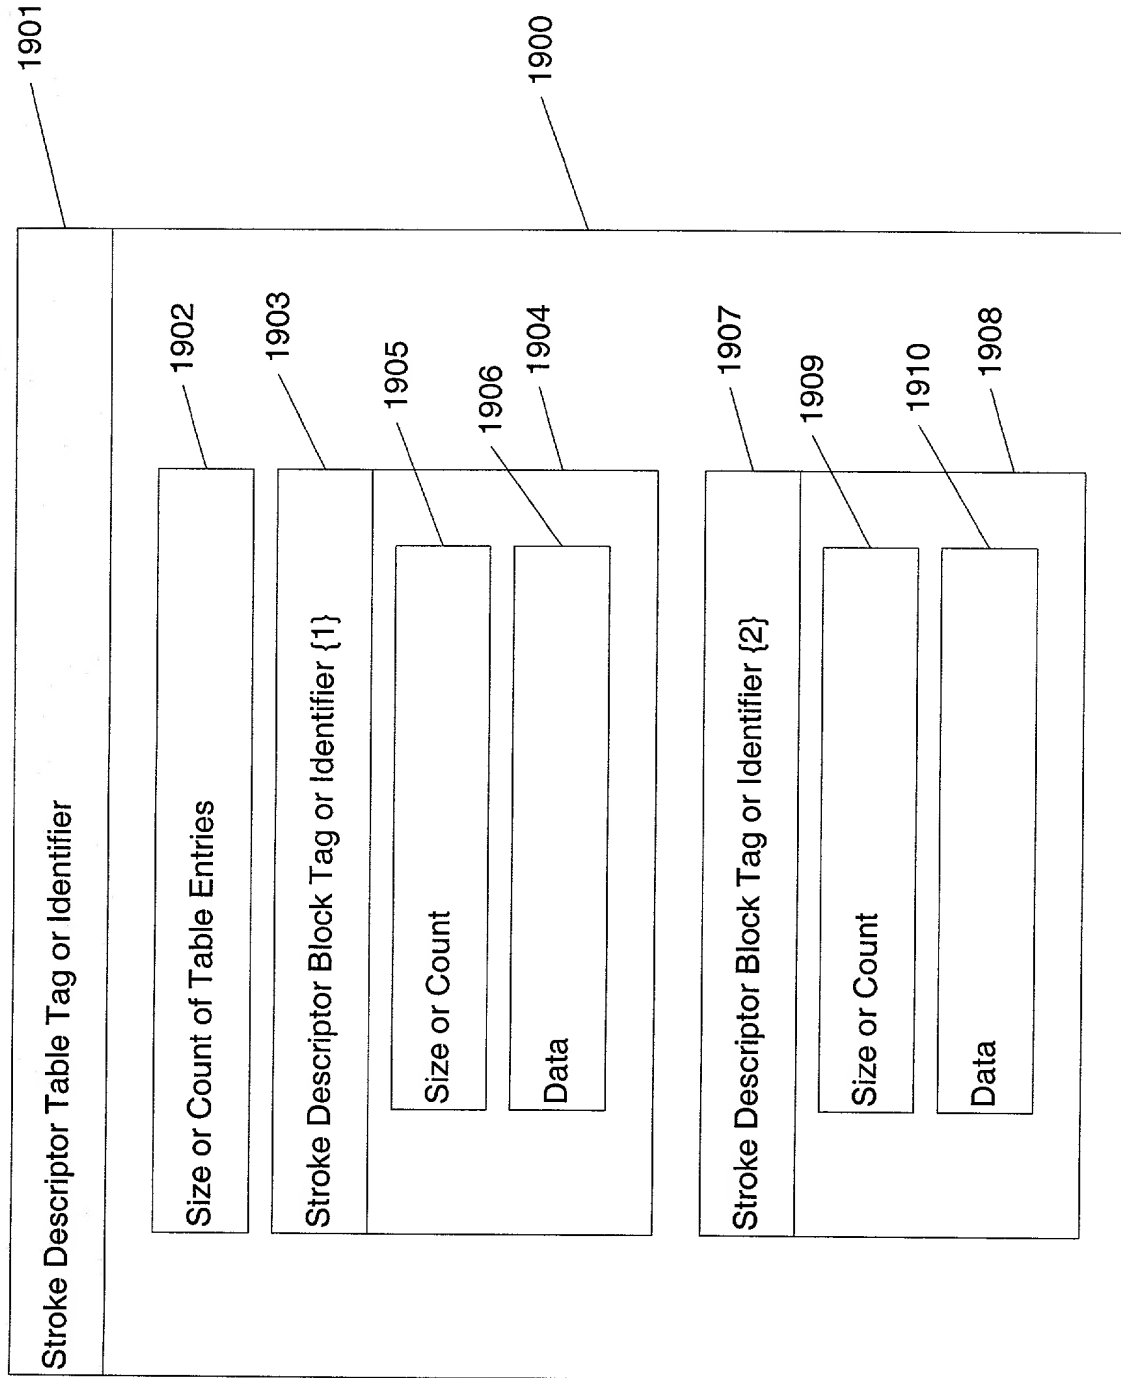 Stroke Descriptor Table Tag or Identifier
1901
1900
Size or Count of Table Entries
1902
Stroke Descriptor Block Tag or Identifier {1}
1903
Size or Count
1905
Data
1906
1904
Stroke Descriptor Block Tag or Identifier {2}
1907
Size or Count
1909
Data
1910
1908